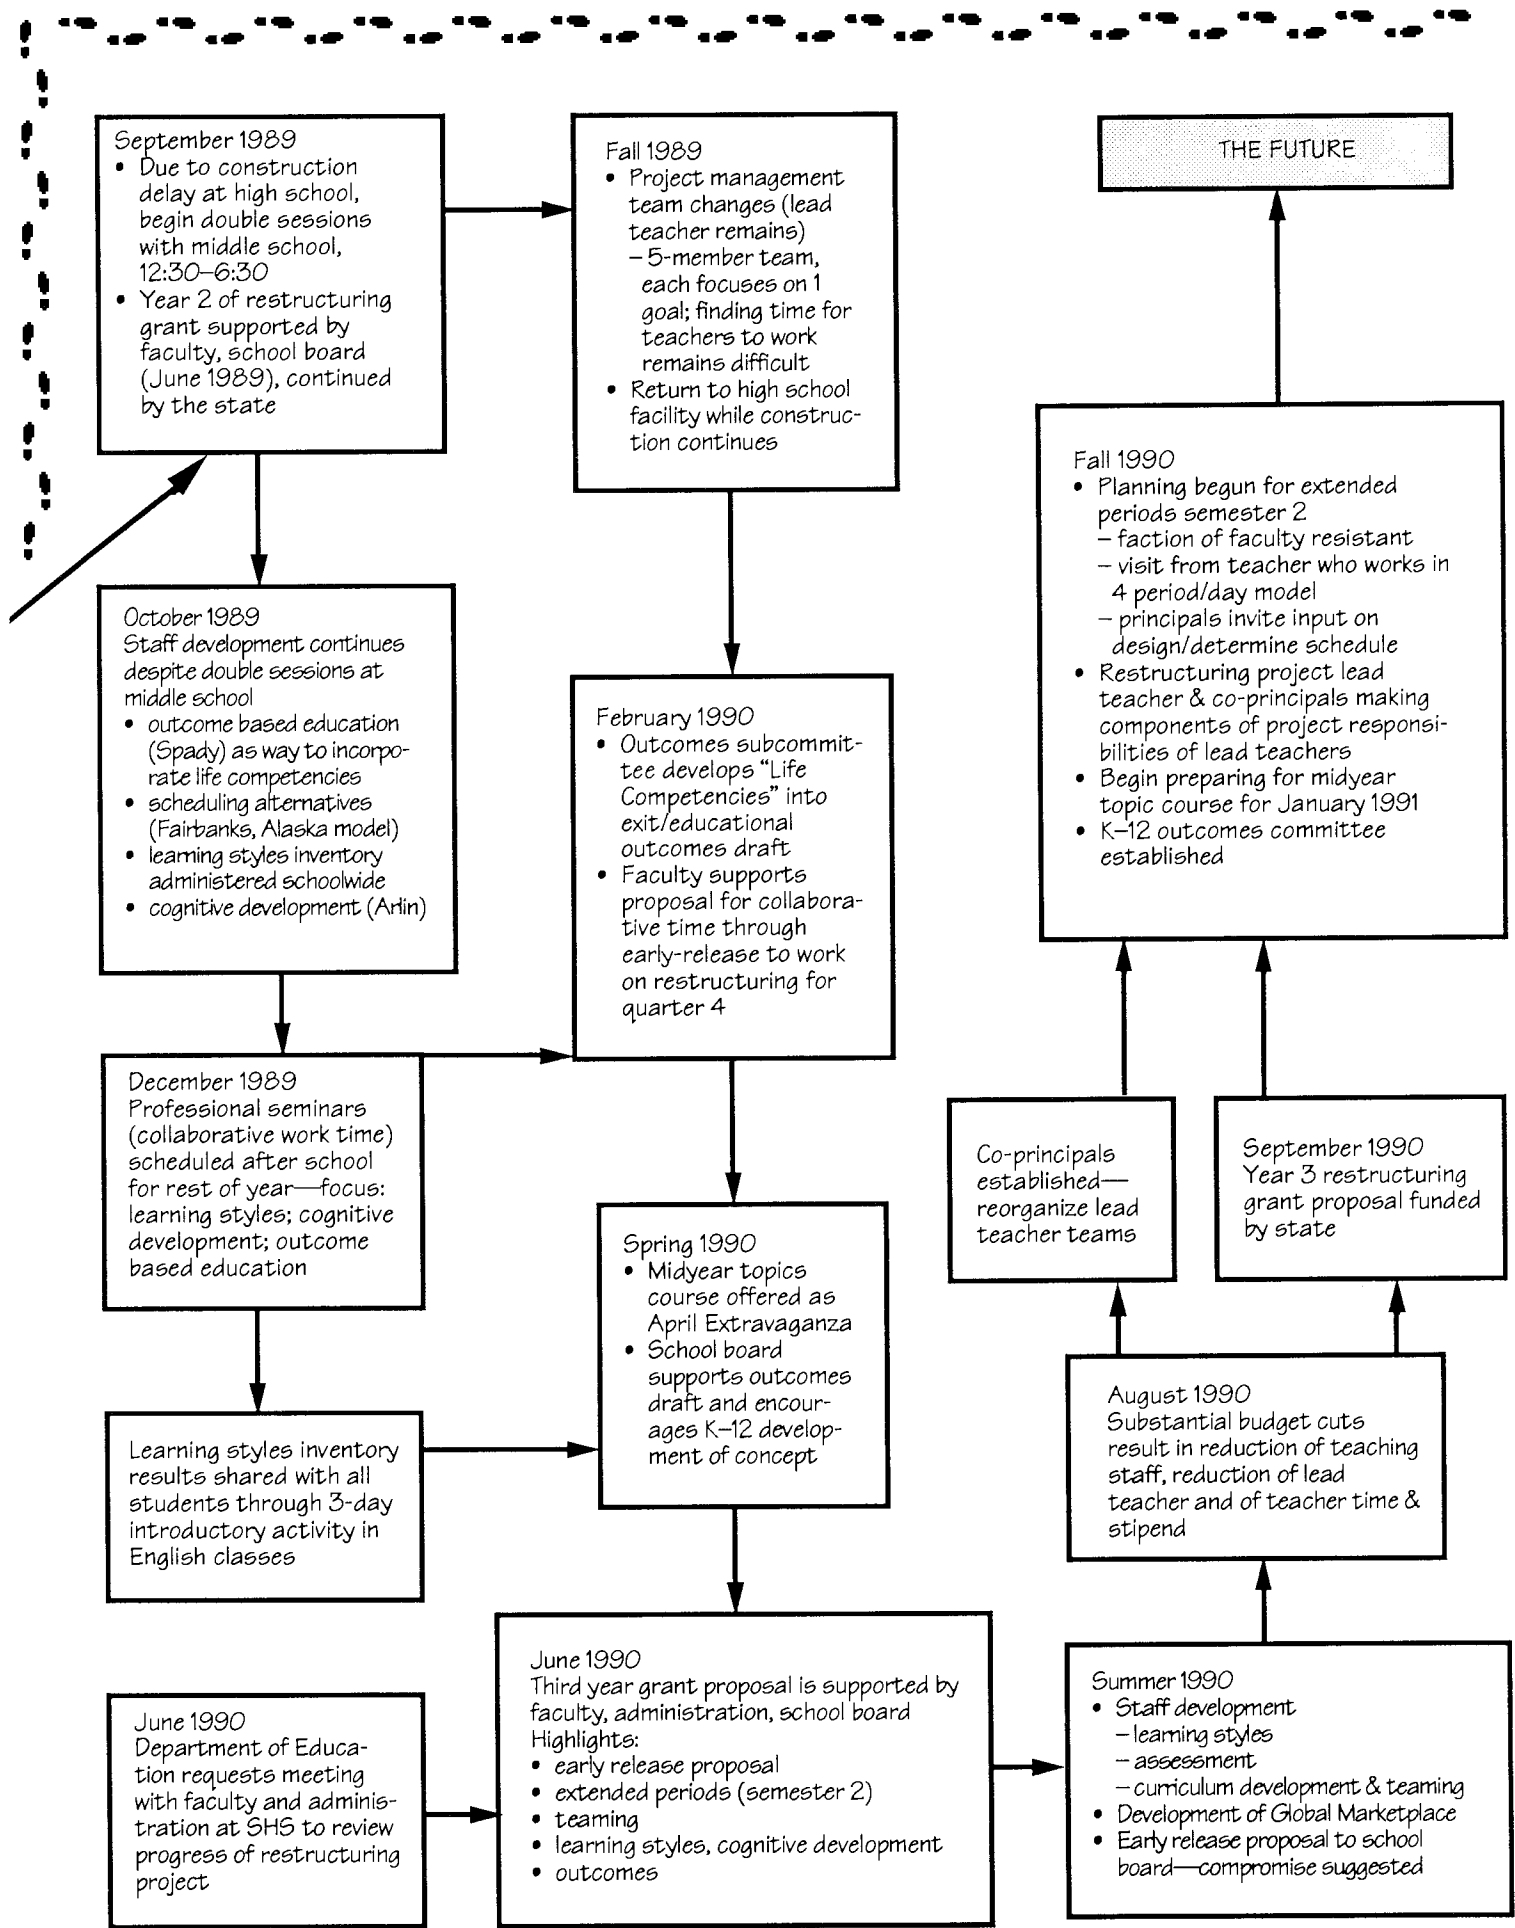 September 1989
• Due to construction
delay at high school,
begin double sessions
with middle school,
12:30–6:30
• Year 2 of restructuring
grant supported by
faculty, school board
(June 1989), continued
by the state
Fall 1989
• Project management
team changes (lead
teacher remains)
– 5-member team,
each focuses on 1
goal; finding time for
teachers to work
remains difficult
• Return to high school
facility while construc-
tion continues
October 1989
Staff development continues
despite double sessions at
middle school
• outcome based education
(Spady) as way to incorpo-
rate life competencies
• scheduling alternatives
(Fairbanks, Alaska model)
• learning styles inventory
administered schoolwide
• cognitive development (Arlin)
February 1990
• Outcomes subcommit-
tee develops “Life
Competencies” into
exit/educational
outcomes draft
• Faculty supports
proposal for collabora-
tive time through
early-release to work
on restructuring for
quarter 4
December 1989
Professional seminars
(collaborative work time)
scheduled after school
for rest of year—focus:
learning styles; cognitive
development; outcome
based education
Spring 1990
• Midyear topics
course offered as
April Extravaganza
• School board
supports outcomes
draft and encour-
ages K–12 develop-
ment of concept
Learning styles inventory
results shared with all
students through 3-day
introductory activity in
English classes
June 1990
Department of Educa-
tion requests meeting
with faculty and adminis-
tration at SHS to review
progress of restructuring
project
June 1990
Third year grant proposal is supported by
faculty, administration, school board
Highlights:
• early release proposal
• extended periods (semester 2)
• teaming
• learning styles, cognitive development
• outcomes
Summer 1990
• Staff development
– learning styles
– assessment
– curriculum development & teaming
• Development of Global Marketplace
• Early release proposal to school
board—compromise suggested
August 1990
Substantial budget cuts
result in reduction of teaching
staff, reduction of lead
teacher and of teacher time &
stipend
Co-principals
established—
reorganize lead
teacher teams
September 1990
Year 3 restructuring
grant proposal funded
by state
Fall 1990
• Planning begun for extended
periods semester 2
– faction of faculty resistant
– visit from teacher who works in
4 period/day model
– principals invite input on
design/determine schedule
• Restructuring project lead
teacher & co-principals making
components of project responsi-
bilities of lead teachers
• Begin preparing for midyear
topic course for January 1991
• K–12 outcomes committee
established
THE FUTURE